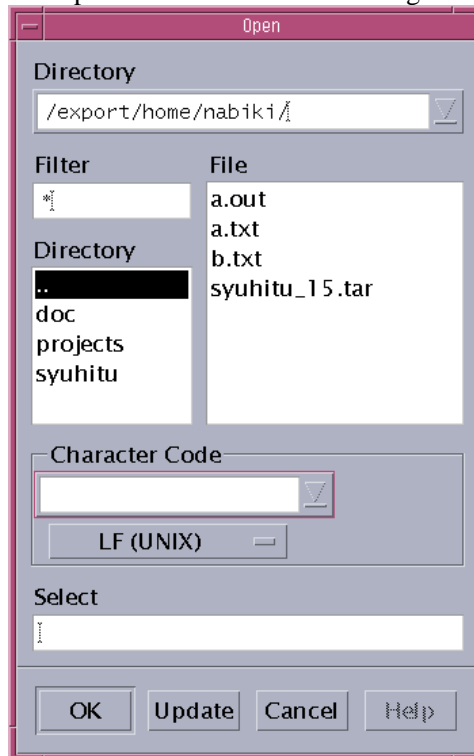 Open
Directory
/export/home/nabiki/
Filter
*
File
a.out
a.txt
b.txt
syuhitu_15.tar
Directory
..
doc
projects
syuhitu
Character Code
LF (UNIX)
Select
OK Update Cancel Help